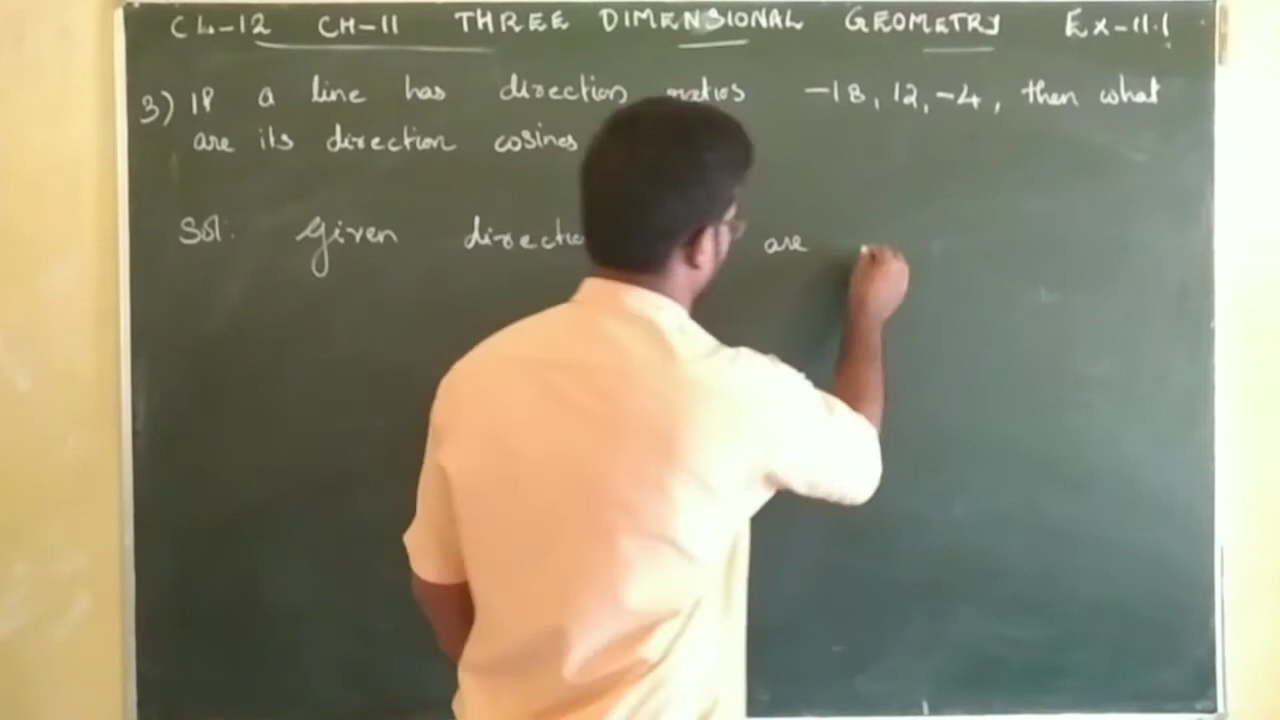 CL-12 CH-11 THREE DIMENSIONAL GEOMETRY Ex-11.1
3) If a line has direction ratios -18, 12, -4, then what
are its direction cosines
Sol: Given are